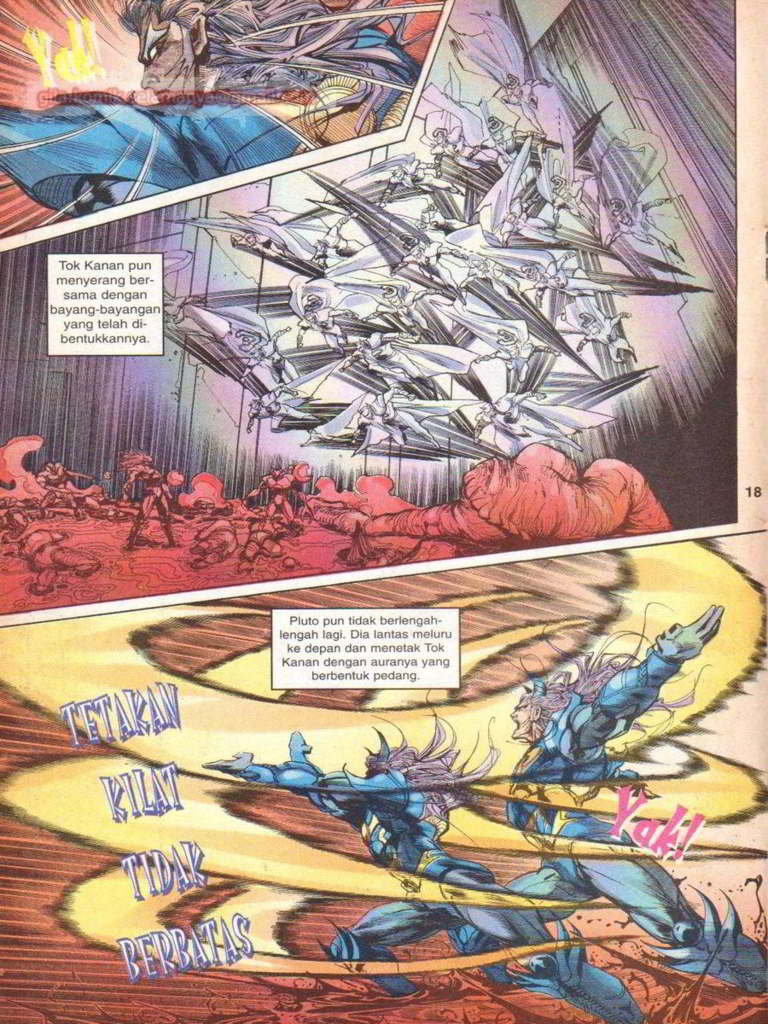 Yak!
Tok Kanan pun
menyerang ber-
sama dengan
bayang-bayangan
yang telah di-
bentukkannya.
18
Pluto pun tidak berlengah-
lengah lagi. Dia lantas meluru
ke depan dan menetak Tok
Kanan dengan auranya yang
berbentuk pedang.
TETAKAN
KILAT
TIDAK
BERBATAS
Yak!